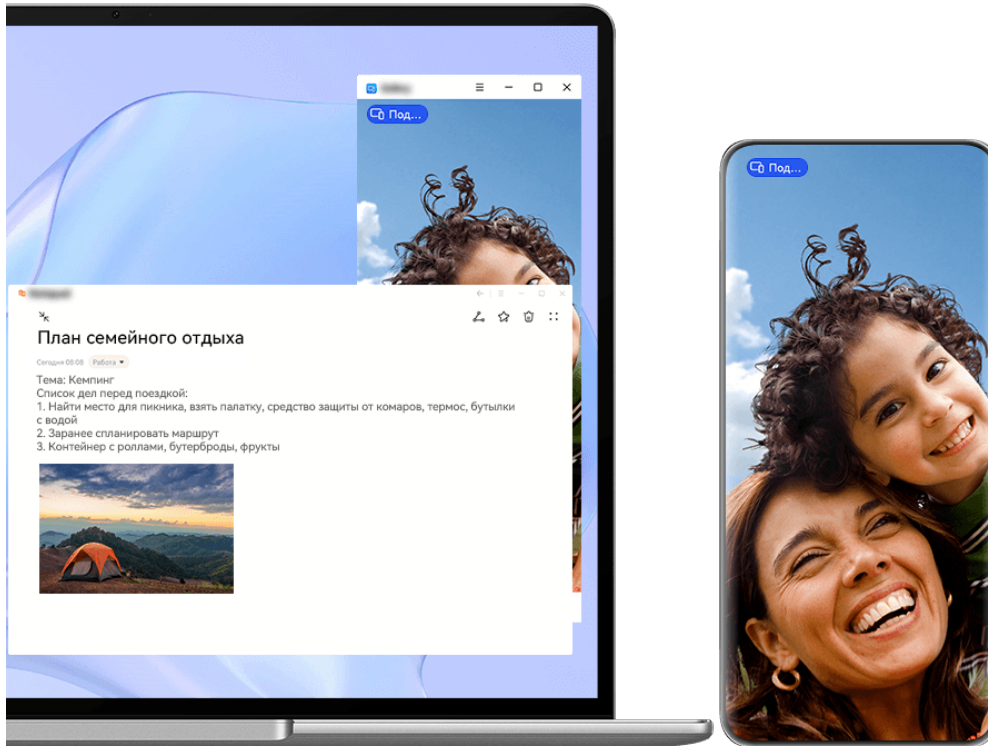 Под...
План семейного отдыха
Сегодня 08:08 Работа
Тема: Кемпинг
Список дел перед поездкой:
1. Найти место для пикника, взять палатку, средство защиты от комаров, термос, бутылки
с водой
2. Заранее спланировать маршрут
3. Контейнер с роллами, бутерброды, фрукты
Под...